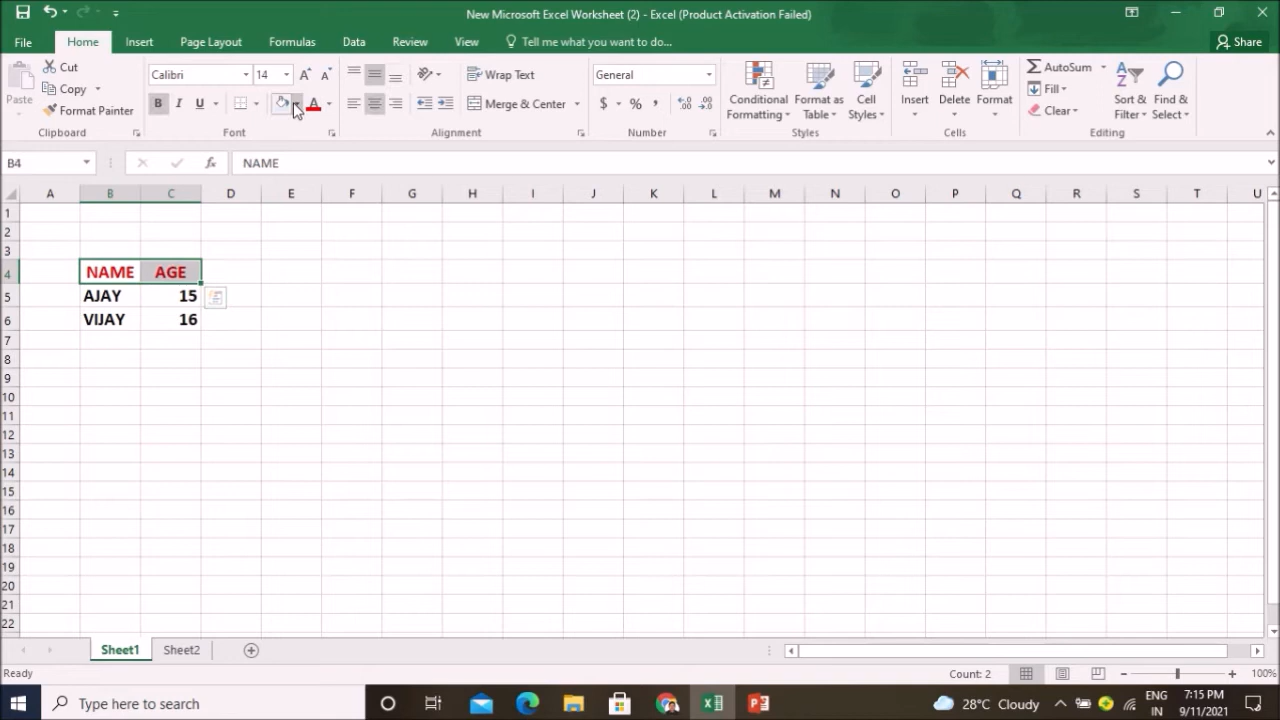 New Microsoft Excel Worksheet (2) - Excel (Product Activation Failed)
File Home Insert Page Layout Formulas Data Review View Tell me what you want to do... Share
Paste
Cut
Copy
Format Painter
Clipboard
Calibri 14
B I U A
Font
Wrap Text
Merge & Center
Alignment
General
$ % ,
Number
Conditional Formatting
Format as Table
Cell Styles
Styles
Insert Delete Format
Cells
AutoSum
Fill
Clear
Sort & Filter
Find & Select
Editing
B4 fx NAME
A B C D E F G H I J K L M N O P Q R S T U
1
2
3
4 NAME AGE
5 AJAY 15
6 VIJAY 16
7
8
9
10
11
12
13
14
15
16
17
18
19
20
21
22
Sheet1 Sheet2
Ready Count: 2 100%
Type here to search 28°C Cloudy ENG IN 7:15 PM 9/11/2021